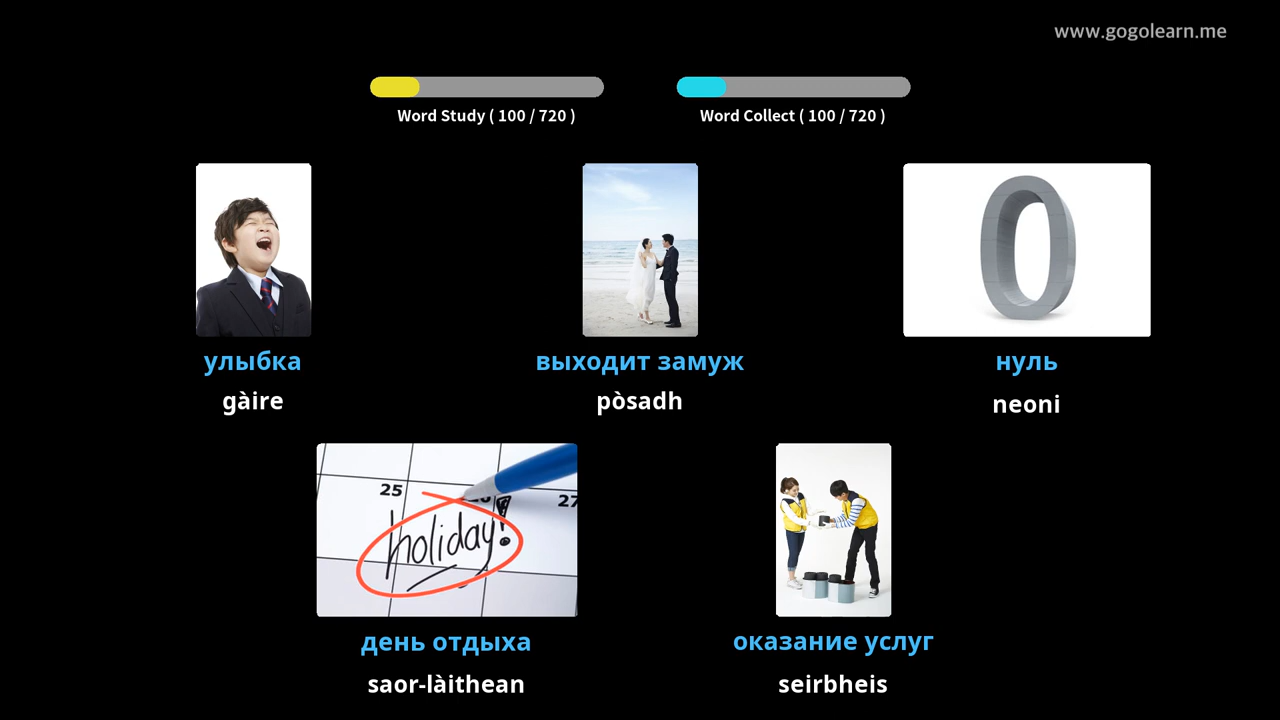 www.gogolearn.me
Word Study ( 100 / 720 )
Word Collect ( 100 / 720 )
улыбка
gàire
выходит замуж
pòsadh
нуль
neoni
0
25
27
holiday!
день отдыха
saor-làithean
оказание услуг
seirbheis